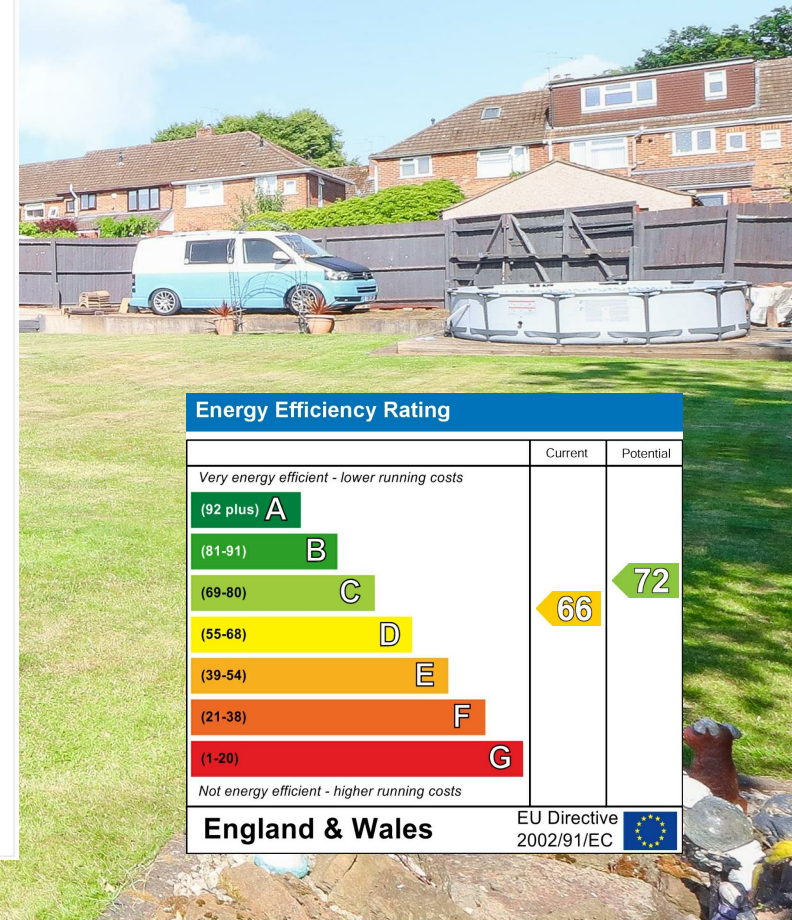 Energy Efficiency Rating
Current
Potential
Very energy efficient - lower running costs
(92 plus) A
(81-91) B
(69-80) C
(55-68) D
(39-54) E
(21-38) F
(1-20) G
66
72
Not energy efficient - higher running costs
England & Wales
EU Directive
2002/91/EC